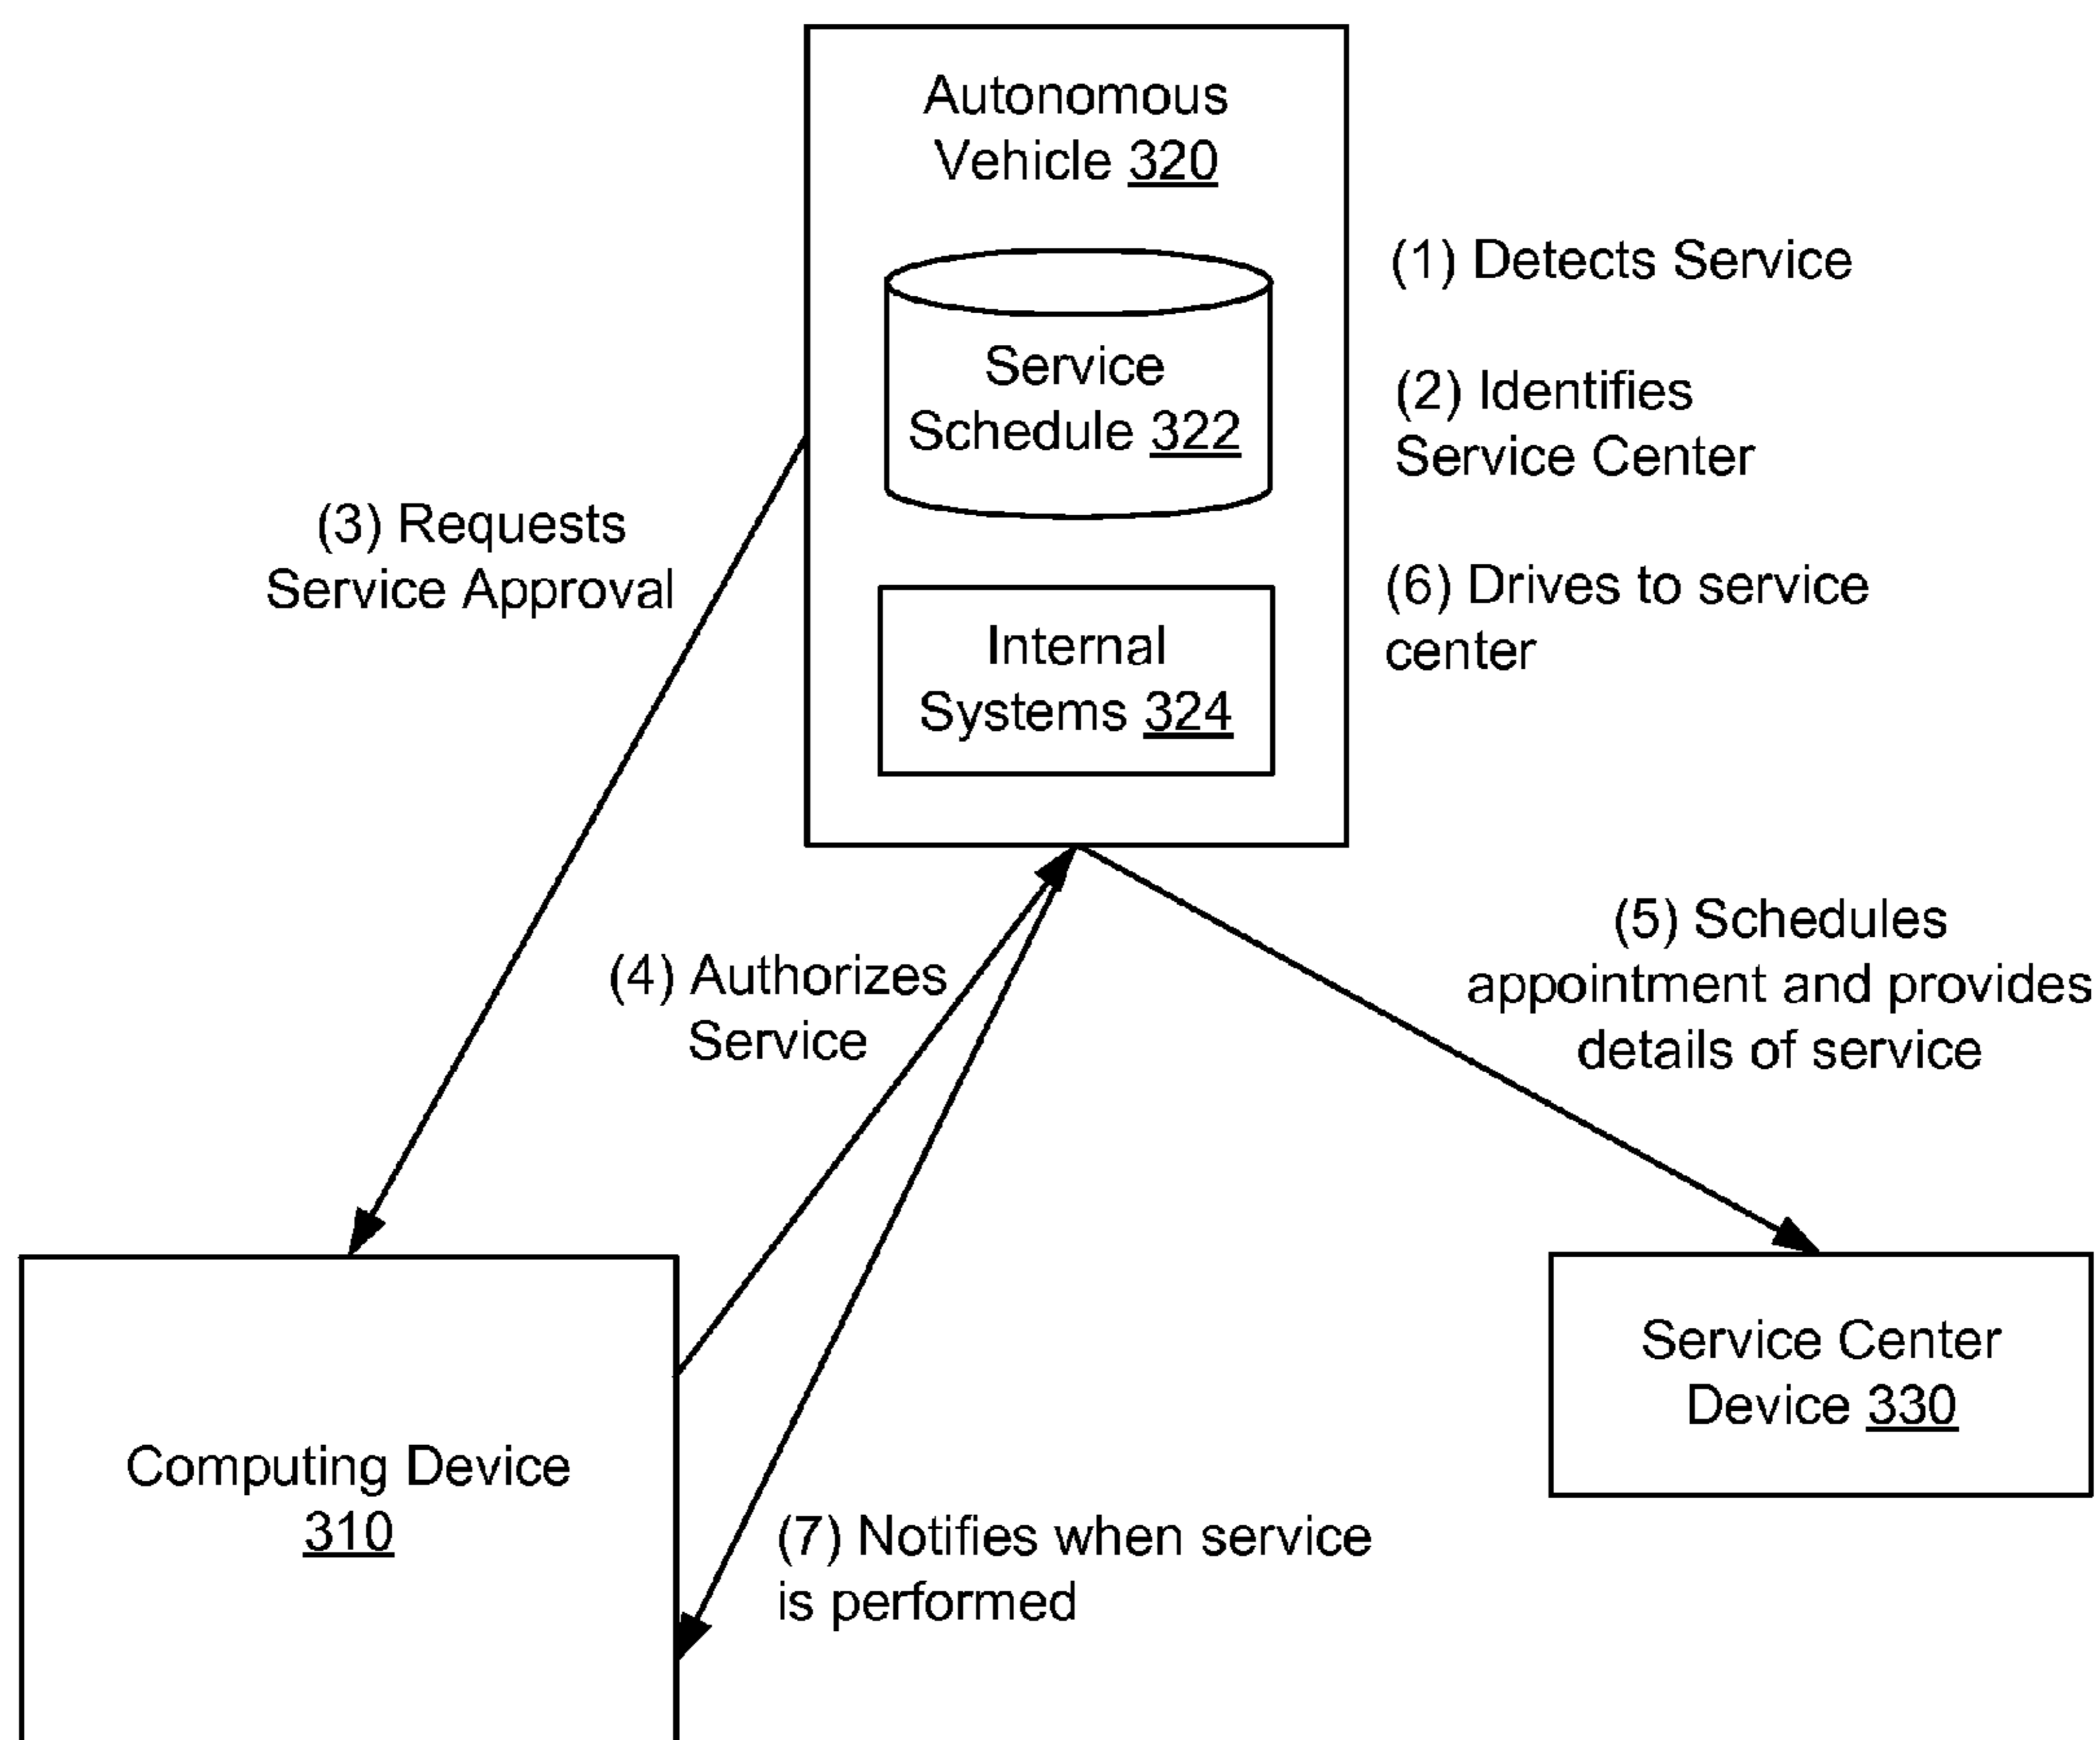 Autonomous
Vehicle 320
Service
Schedule 322
Internal
Systems 324
(1) Detects Service
(2) Identifies
Service Center
(6) Drives to service
center
(3) Requests
Service Approval
(4) Authorizes
Service
(5) Schedules
appointment and provides
details of service
Computing Device
310
(7) Notifies when service
is performed
Service Center
Device 330